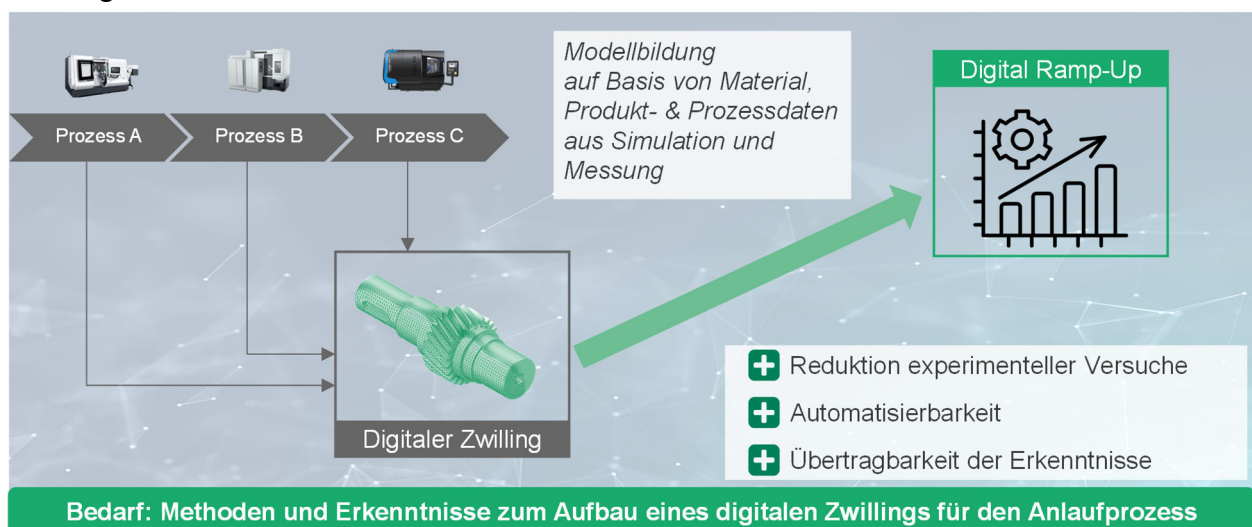 Prozess A
Prozess B
Prozess C
Modellbildung
auf Basis von Material,
Produkt- & Prozessdaten
aus Simulation und
Messung
Digital Ramp-Up
Digitaler Zwilling
Reduktion experimenteller Versuche
Automatisierbarkeit
Übertragbarkeit der Erkenntnisse
Bedarf: Methoden und Erkenntnisse zum Aufbau eines digitalen Zwillings für den Anlaufprozess